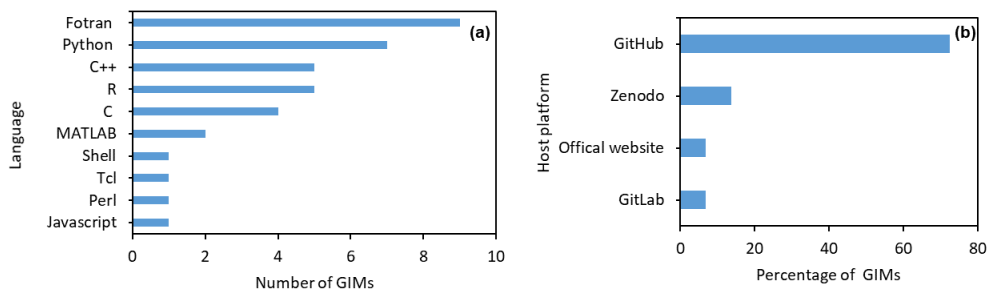 (a)
Language
Fotran
Python
C++
R
C
MATLAB
Shell
Tcl
Perl
Javascript
0 2 4 6 8 10
Number of GIMs
(b)
Host platform
GitHub
Zenodo
Offical website
GitLab
0 20 40 60 80
Percentage of GIMs